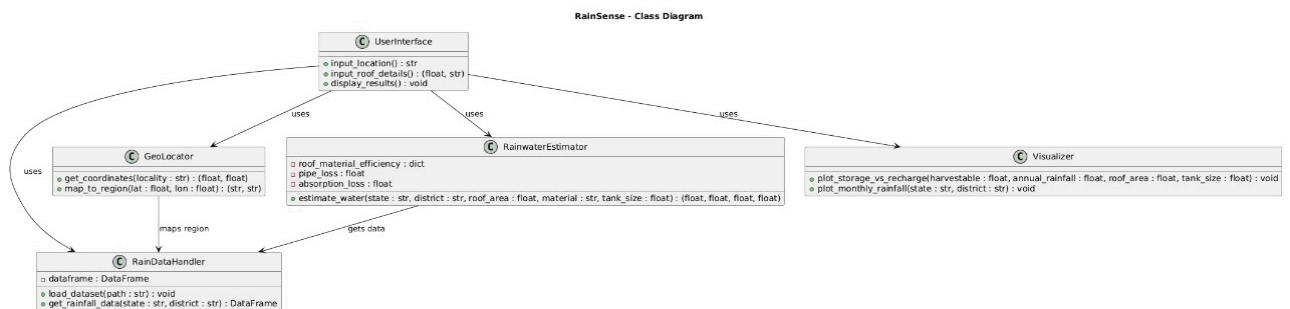 RainSense - Class Diagram
C UserInterface
input_location() : str
input_roof_details() : (float, str)
display_results() : void
uses
uses
uses
uses
C GeoLocator
get_coordinates(locality : str) : (float, float)
map_to_region(lat : float, lon : float) : (str, str)
C RainwaterEstimator
roof_material_efficiency : dict
pipe_loss : float
absorption_loss : float
estimate_water(state : str, district : str, roof_area : float, material : str, tank_size : float) : (float, float, float, float)
C Visualizer
plot_storage_vs_recharge(harvestable : float, annual_rainfall : float, roof_area : float, tank_size : float) : void
plot_monthly_rainfall(state : str, district : str) : void
maps region
gets data
C RainDataHandler
dataframe : DataFrame
load_dataset(path : str) : void
get_rainfall_data(state : str, district : str) : DataFrame